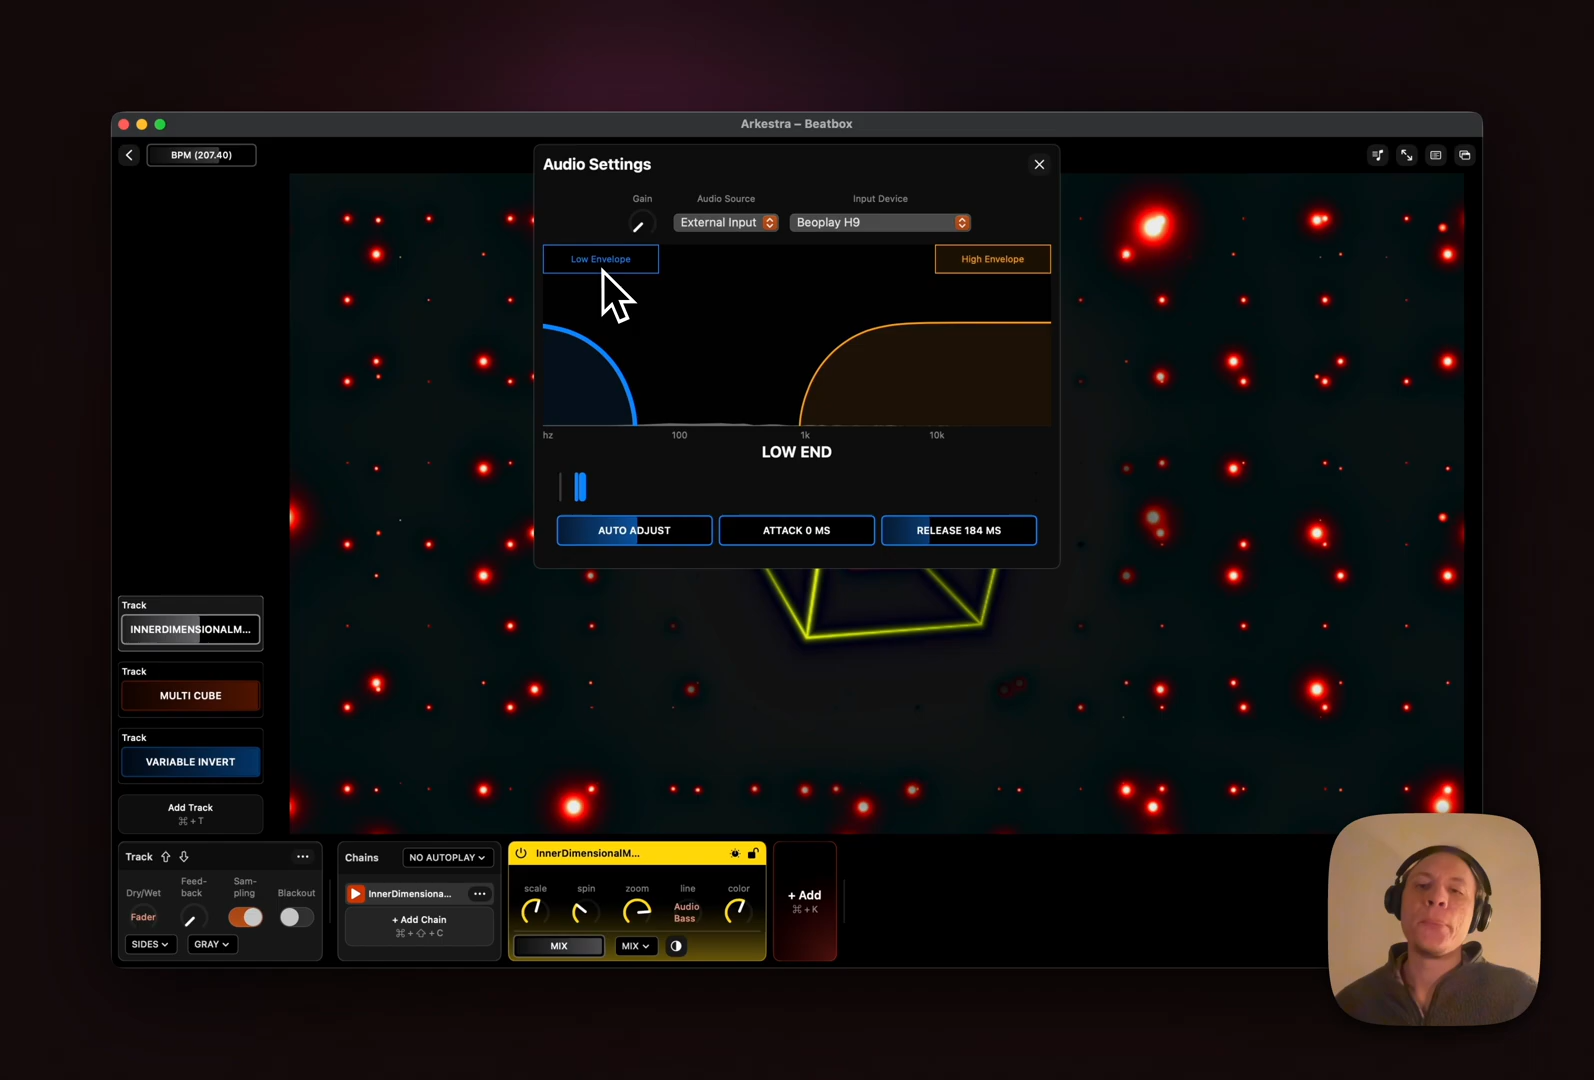 Arkestra – Beatbox
BPM (207.40)
Audio Settings
Gain
Audio Source
Input Device
External Input
Beoplay H9
Low Envelope
High Envelope
hz
100
1k
10k
LOW END
AUTO ADJUST
ATTACK 0 MS
RELEASE 184 MS
Track
INNERDIMENSIONALM...
Track
MULTI CUBE
Track
VARIABLE INVERT
Add Track
⌘ + T
Track
Dry/Wet
Feed-
back
Sam-
pling
Blackout
Fader
SIDES
GRAY
Chains
NO AUTOPLAY
InnerDimensiona...
+ Add Chain
⌘ + ⇧ + C
InnerDimensionalM...
scale
spin
zoom
line
color
Audio
Bass
MIX
MIX
+ Add
⌘ + K